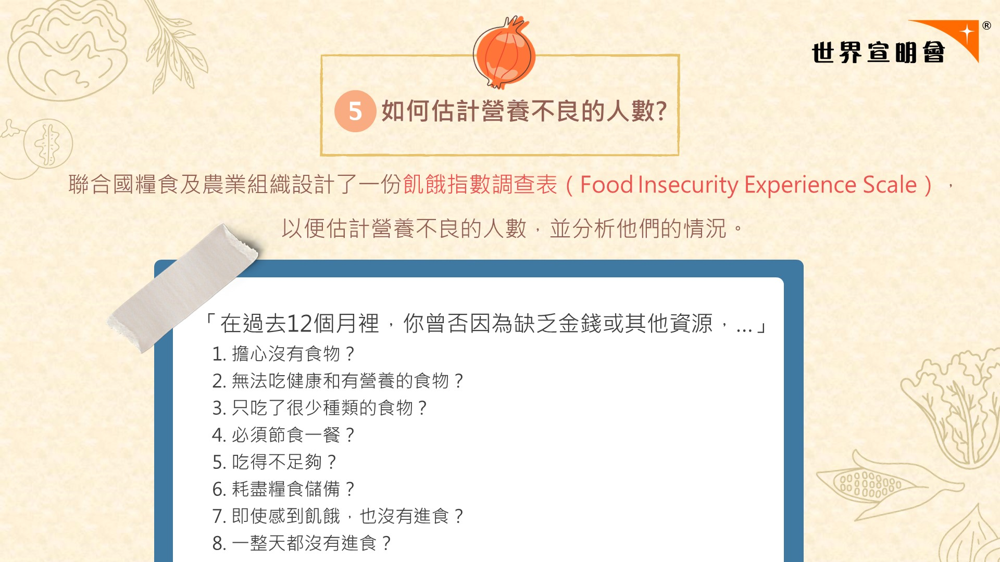 世界宣明會®
5 如何估計營養不良的人數?
聯合國糧食及農業組織設計了一份飢餓指數調查表（Food Insecurity Experience Scale），
以便估計營養不良的人數，並分析他們的情況。
「在過去12個月裡，你曾否因為缺乏金錢或其他資源，...」
1. 擔心沒有食物？
2. 無法吃健康和有營養的食物？
3. 只吃了很少種類的食物？
4. 必須節食一餐？
5. 吃得不足夠？
6. 耗盡糧食儲備？
7. 即使感到飢餓，也沒有進食？
8. 一整天都沒有進食？